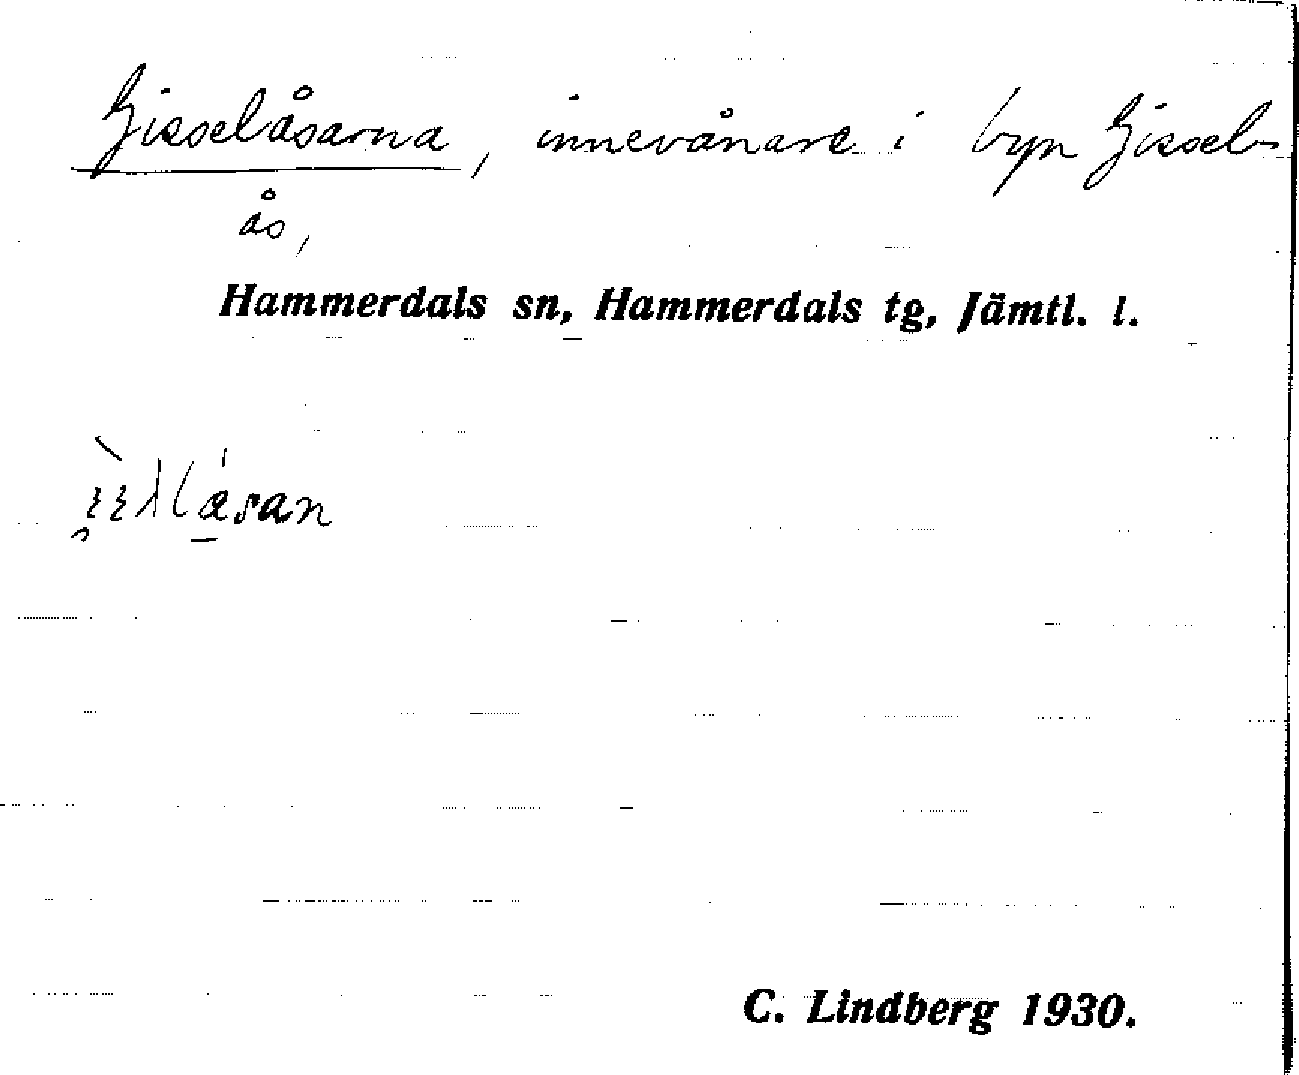 Gisselåsarna, innevånare i byn Gissel-
ås,
Hammerdals sn, Hammerdals tg, Jämtl. l.
C. Lindberg 1930.